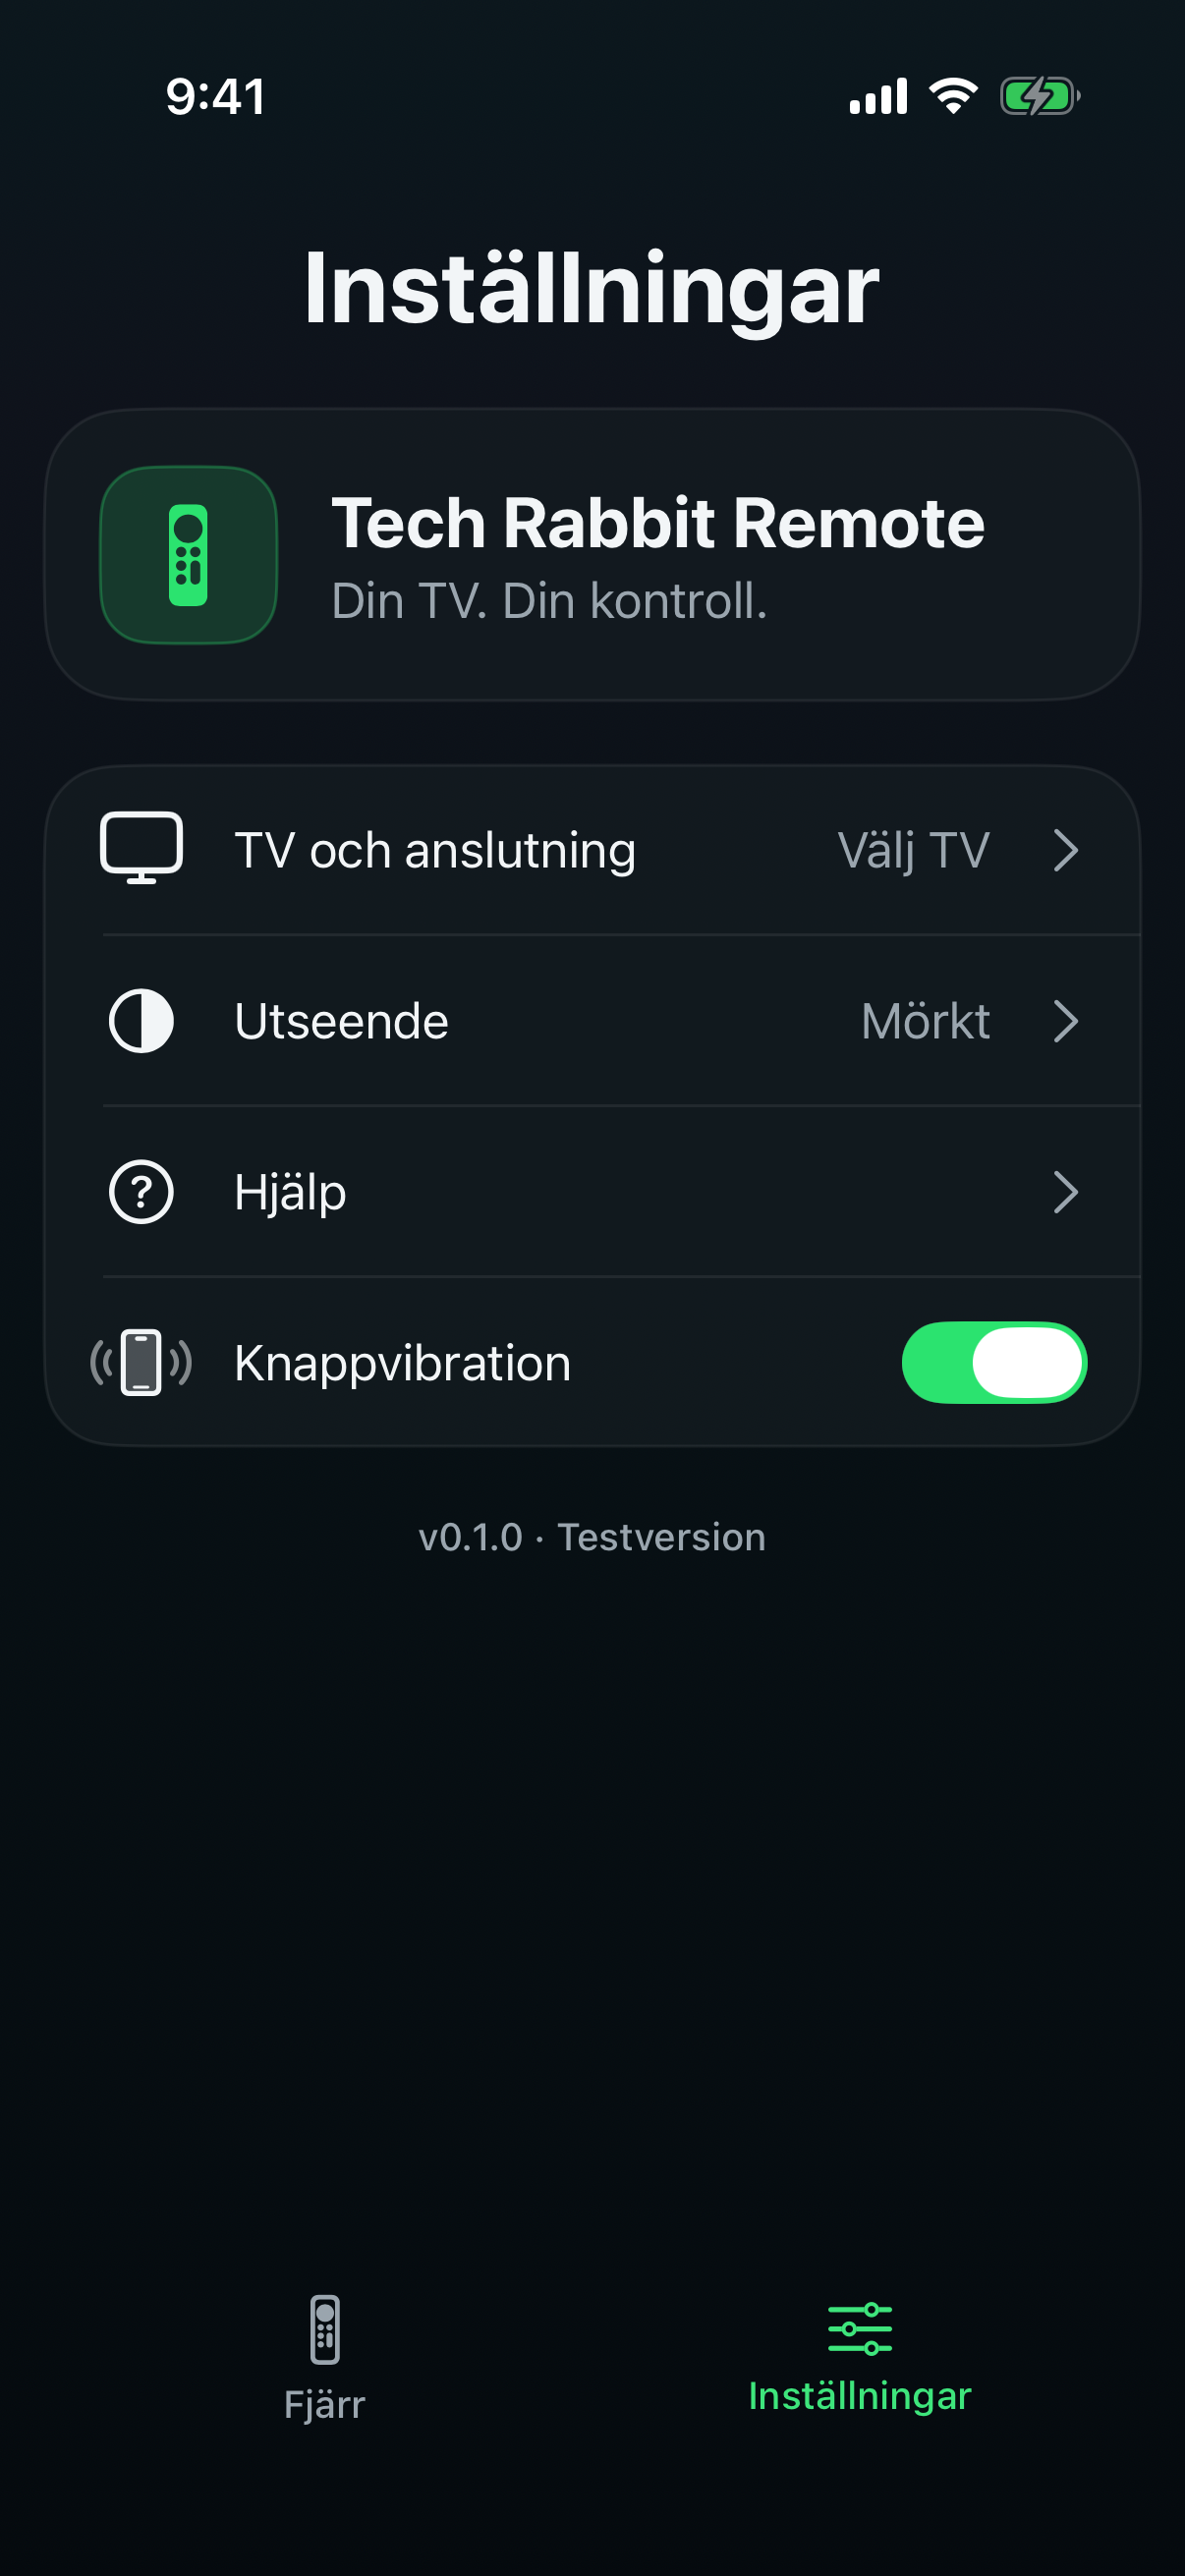 9:41
Inställningar
Tech Rabbit Remote
Din TV. Din kontroll.
TV och anslutning Välj TV
Utseende Mörkt
Hjälp
Knappvibration
v0.1.0 · Testversion
Fjärr Inställningar